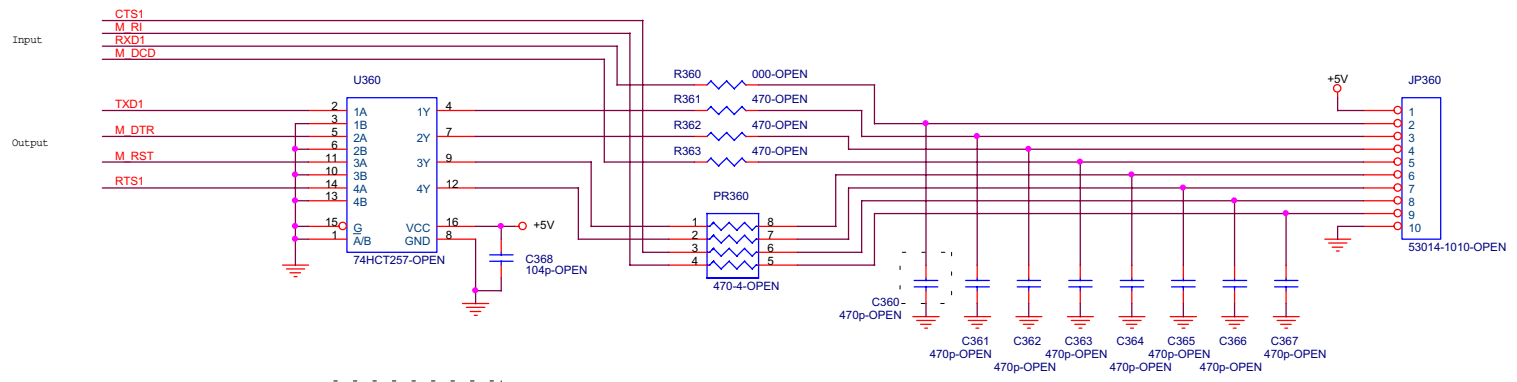 Input
CTS1
M_RI
RXD1
M_DCD
Output
TXD1
M_DTR
M_RST
RTS1
U360
2 1A 1Y 4
3 1B
5 2A 2Y 7
6 2B
11 3A 3Y 9
10 3B
14 4A 4Y 12
13 4B
15 G VCC 16
1 A/B GND 8
74HCT257-OPEN
+5V
C368
104p-OPEN
R360 000-OPEN
R361 470-OPEN
R362 470-OPEN
R363 470-OPEN
PR360
1 8
2 7
3 6
4 5
470-4-OPEN
C360
470p-OPEN
C361
470p-OPEN
C362
470p-OPEN
C363
470p-OPEN
C364
470p-OPEN
C365
470p-OPEN
C366
470p-OPEN
C367
470p-OPEN
+5V
JP360
1
2
3
4
5
6
7
8
9
10
53014-1010-OPEN